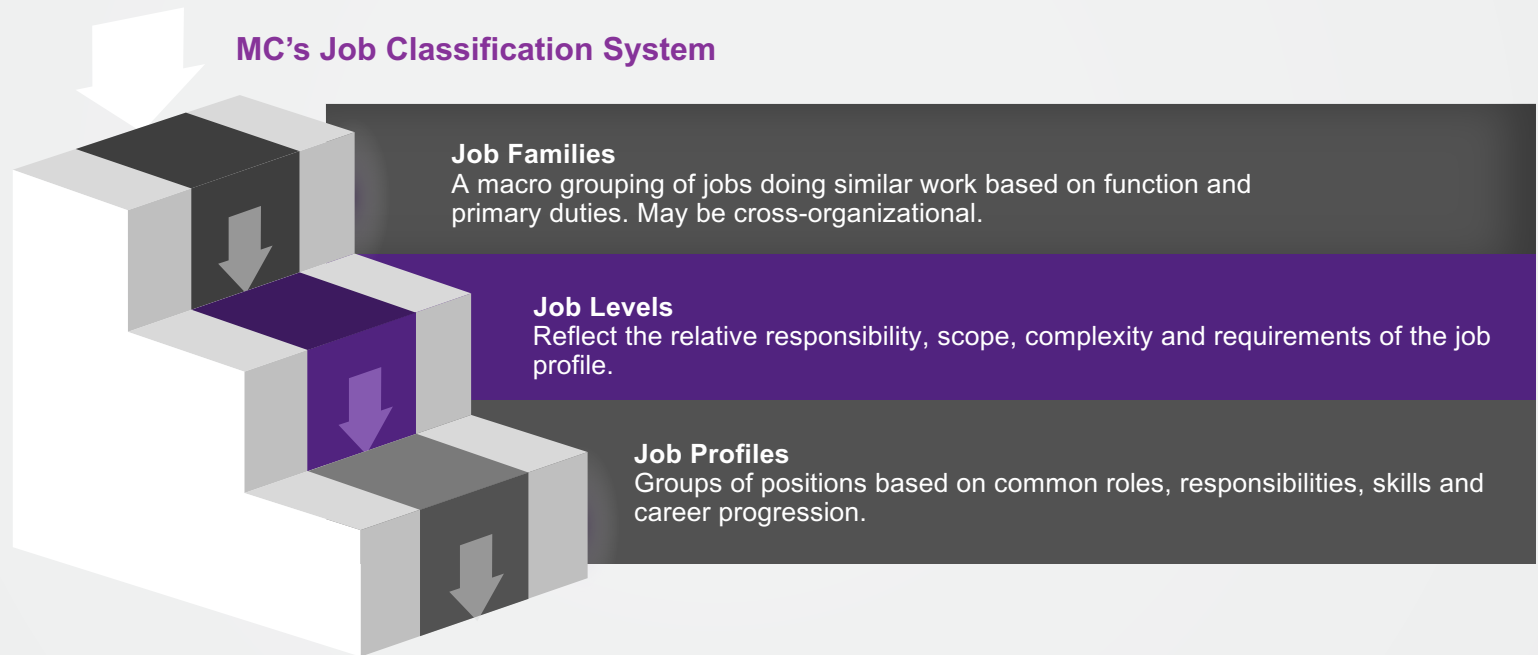 MC’s Job Classification System
Job Families
A macro grouping of jobs doing similar work based on function and
primary duties. May be cross-organizational.
Job Levels
Reflect the relative responsibility, scope, complexity and requirements of the job
profile.
Job Profiles
Groups of positions based on common roles, responsibilities, skills and
career progression.